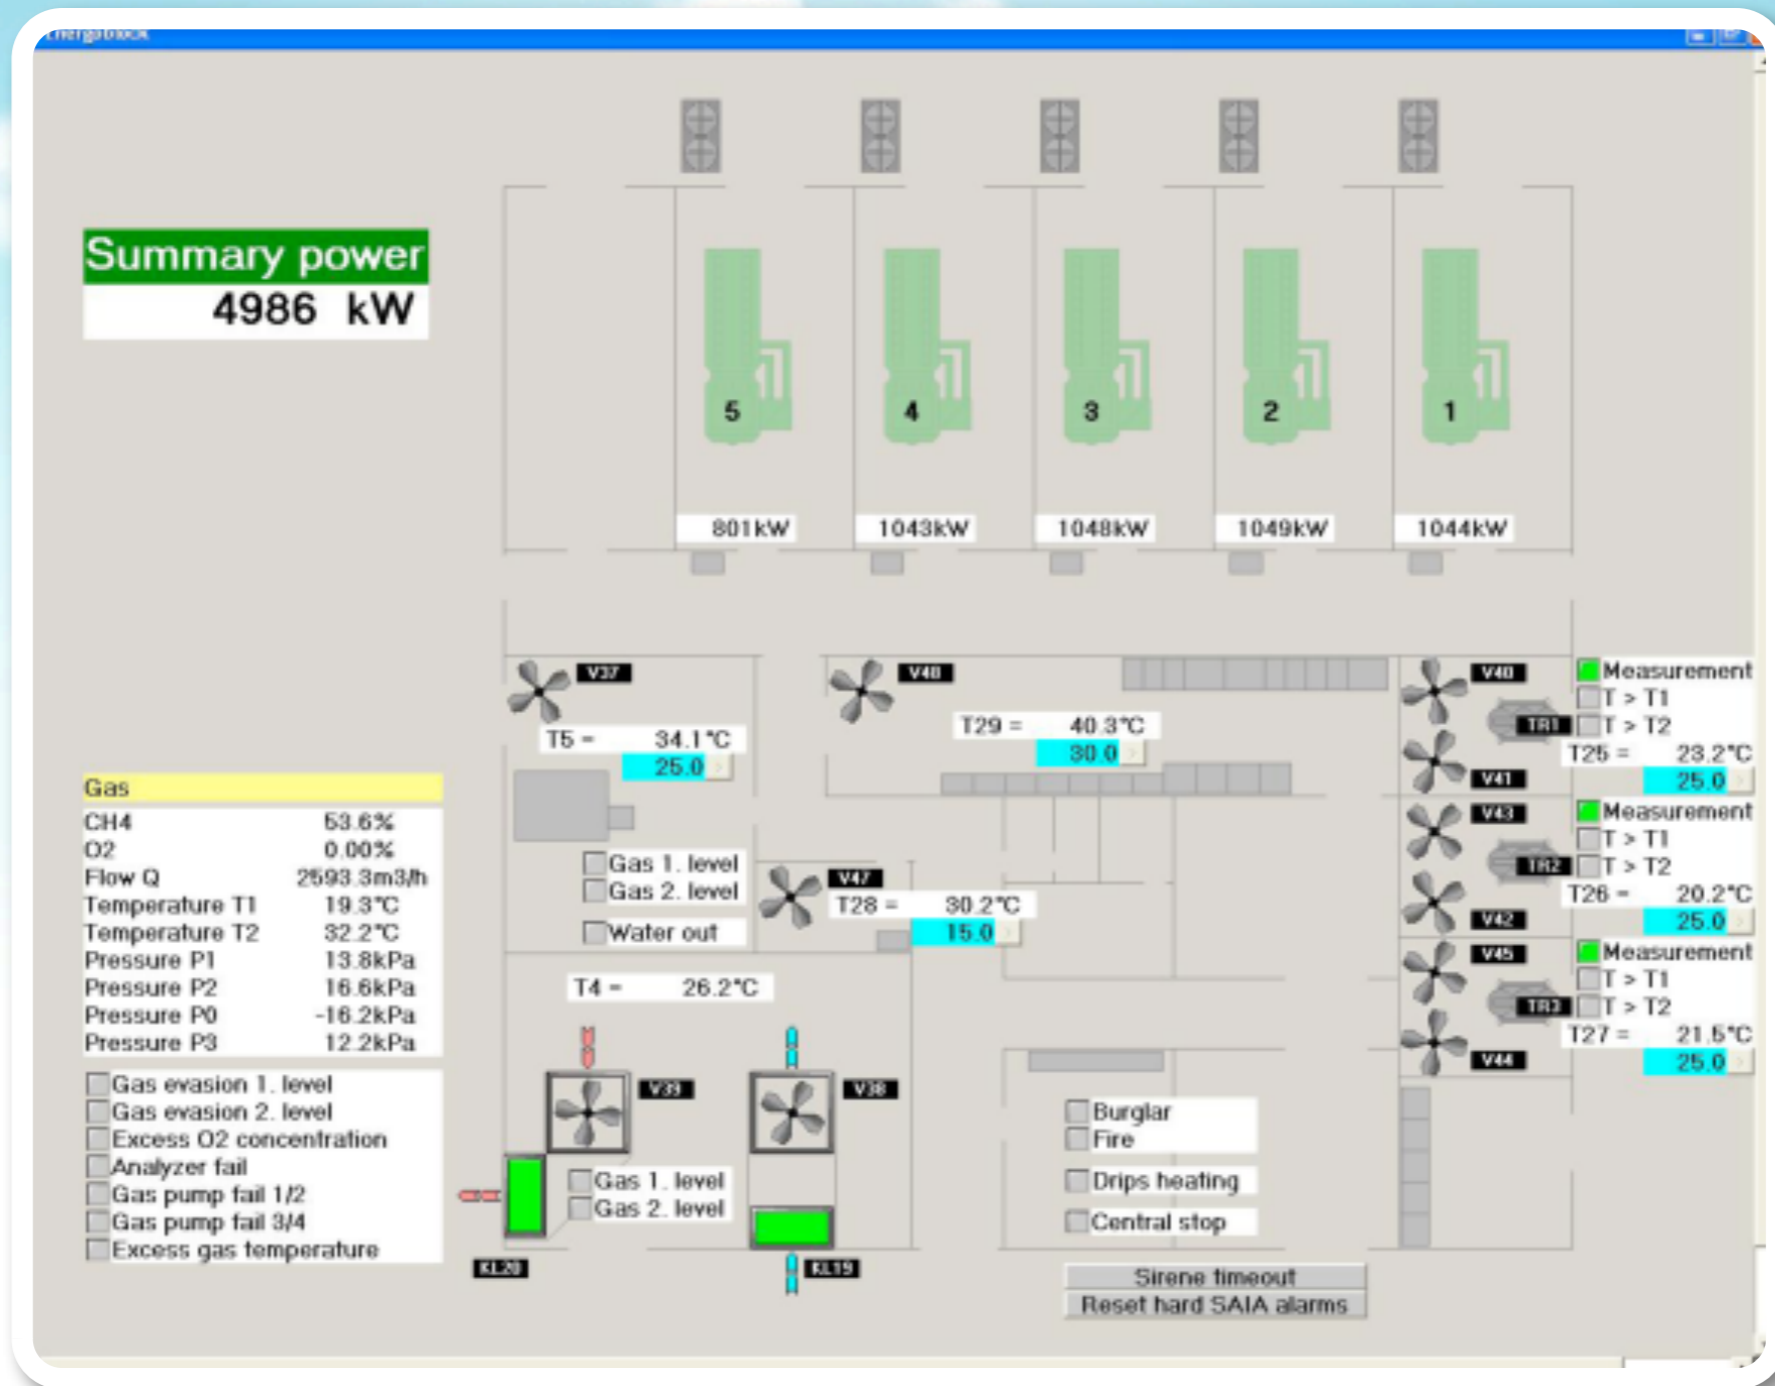 Energoblock
Summary power
4986 kW
5
4
3
2
1
801kW
1043kW
1048kW
1049kW
1044kW
V37
T5 = 34.1°C
25.0
V48
T29 = 40.3°C
30.0
V40
TR1
V41
Measurement
T > T1
T > T2
T25 = 23.2°C
25.0
V43
TR2
V42
Measurement
T > T1
T > T2
T26 = 20.2°C
25.0
V45
TR3
V44
Measurement
T > T1
T > T2
T27 = 21.5°C
25.0
Gas
CH4 53.6%
O2 0.00%
Flow Q 2593.3m3/h
Temperature T1 19.3°C
Temperature T2 32.2°C
Pressure P1 13.8kPa
Pressure P2 16.6kPa
Pressure P0 -16.2kPa
Pressure P3 12.2kPa
Gas evasion 1. level
Gas evasion 2. level
Excess O2 concentration
Analyzer fail
Gas pump fail 1/2
Gas pump fail 3/4
Excess gas temperature
Gas 1. level
Gas 2. level
Water out
V47
T28 = 30.2°C
15.0
T4 = 26.2°C
V39
V38
Gas 1. level
Gas 2. level
KL20
KL19
Burglar
Fire
Drips heating
Central stop
Sirene timeout
Reset hard SAIA alarms